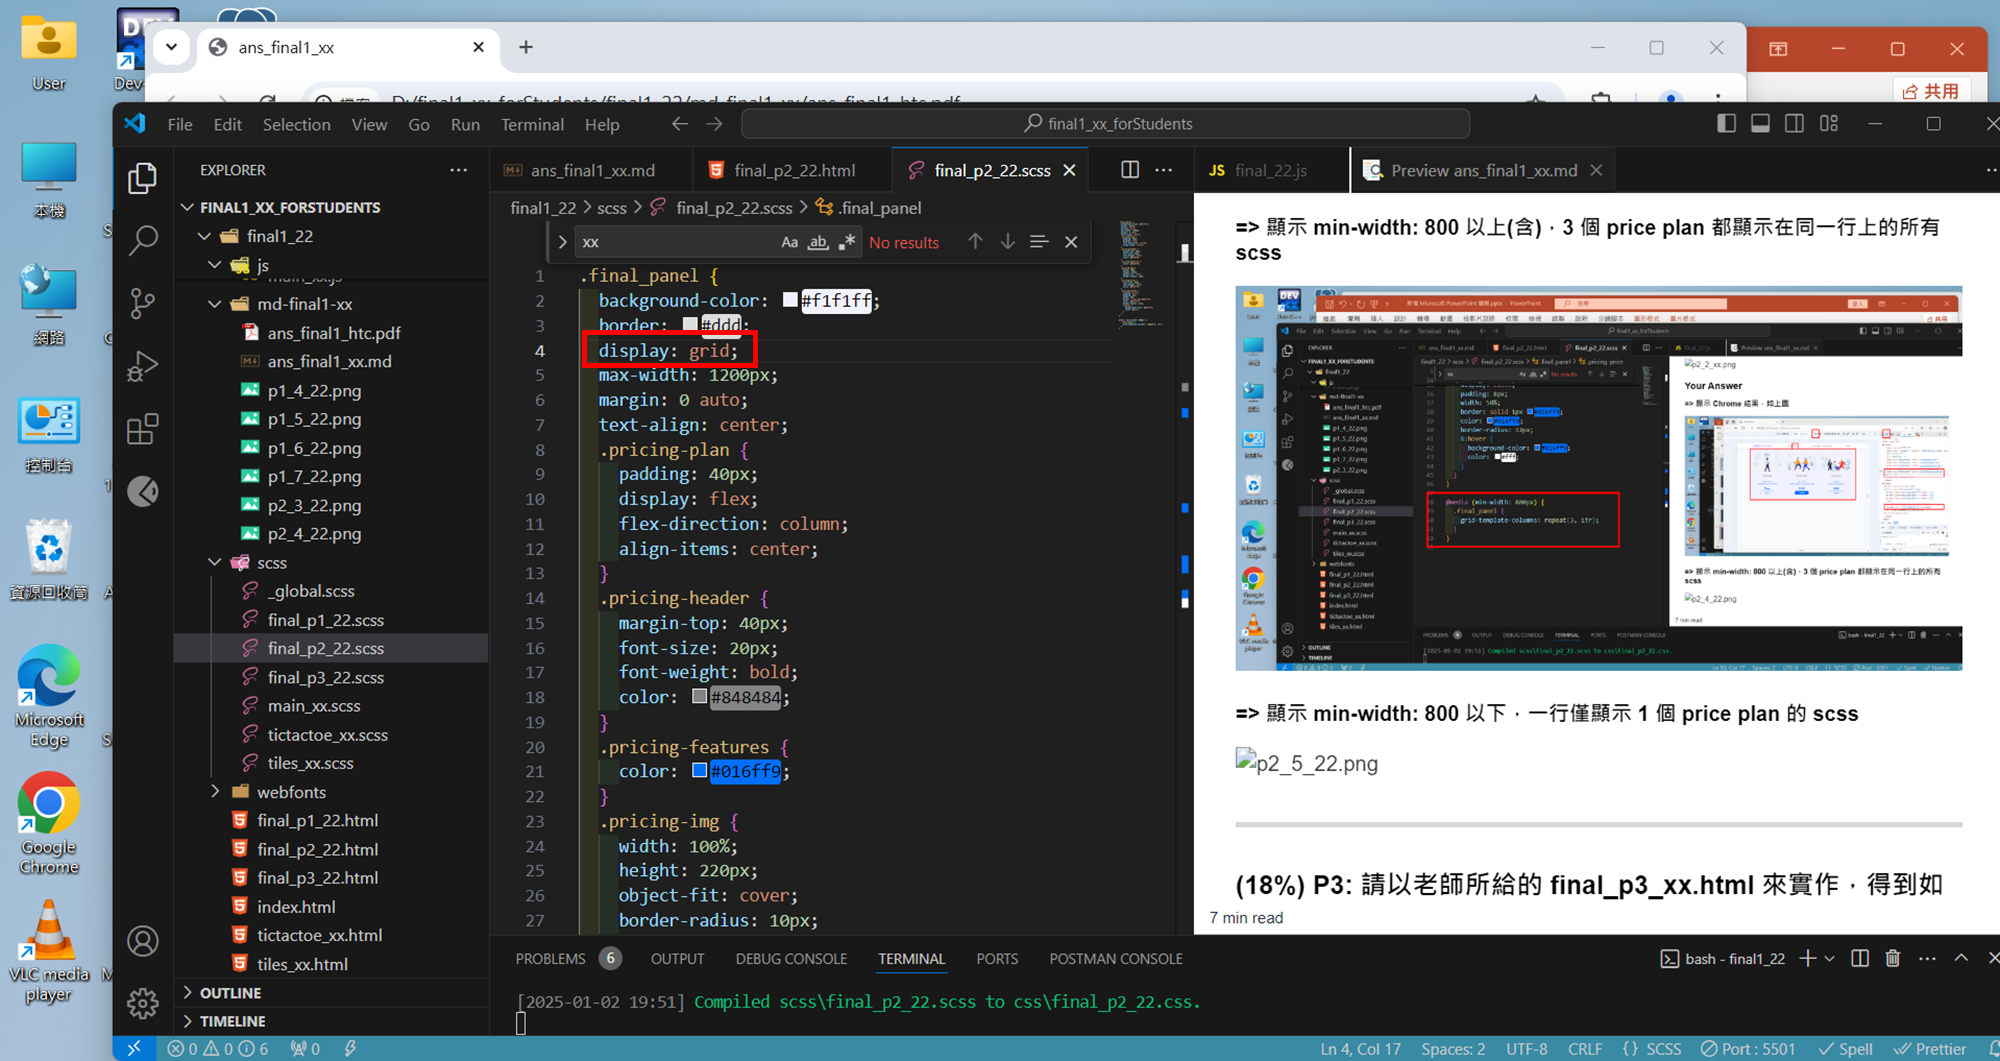 User
Dev
本機
網路
控制台
資源回收筒
Microsoft Edge
Google Chrome
VLC media player
ans_final1_xx
D:/final1_xx_forStudents/final1_22/md-final1-xx/ans_final1_htc.pdf
共用
File Edit Selection View Go Run Terminal Help
final1_xx_forStudents
EXPLORER
FINAL1_XX_FORSTUDENTS
final1_22
js
main_xx.js
md-final1-xx
ans_final1_htc.pdf
ans_final1_xx.md
p1_4_22.png
p1_5_22.png
p1_6_22.png
p1_7_22.png
p2_3_22.png
p2_4_22.png
scss
_global.scss
final_p1_22.scss
final_p2_22.scss
final_p3_22.scss
main_xx.scss
tictactoe_xx.scss
tiles_xx.scss
webfonts
final_p1_22.html
final_p2_22.html
final_p3_22.html
index.html
tictactoe_xx.html
tiles_xx.html
OUTLINE
TIMELINE
ans_final1_xx.md final_p2_22.html final_p2_22.scss
final1_22 > scss > final_p2_22.scss > .final_panel
xx Aa ab .* No results
1 .final_panel {
2 background-color: #f1f1ff;
3 border: #ddd;
4 display: grid;
5 max-width: 1200px;
6 margin: 0 auto;
7 text-align: center;
8 .pricing-plan {
9 padding: 40px;
10 display: flex;
11 flex-direction: column;
12 align-items: center;
13 }
14 .pricing-header {
15 margin-top: 40px;
16 font-size: 20px;
17 font-weight: bold;
18 color: #848484;
19 }
20 .pricing-features {
21 color: #016ff9;
22 }
23 .pricing-img {
24 width: 100%;
25 height: 220px;
26 object-fit: cover;
27 border-radius: 10px;
JS final_22.js Preview ans_final1_xx.md
=> 顯示 min-width: 800 以上(含)，3 個 price plan 都顯示在同一行上的所有
scss
Your Answer
=> 顯示 Chrome 結果，如上圖
@media (min-width: 800px) {
.final_panel {
grid-template-columns: repeat(3, 1fr);
}
=> 顯示 min-width: 800 以上(含)，3 個 price plan 都顯示在同一行上的所有
scss
p2_4_22.png
=> 顯示 min-width: 800 以下，一行僅顯示 1 個 price plan 的 scss
p2_5_22.png
(18%) P3: 請以老師所給的 final_p3_xx.html 來實作，得到如
7 min read
PROBLEMS 6 OUTPUT DEBUG CONSOLE TERMINAL PORTS POSTMAN CONSOLE
bash - final1_22
[2025-01-02 19:51] Compiled scss\final_p2_22.scss to css\final_p2_22.css.
0 0 6 0
Ln 4, Col 17 Spaces: 2 UTF-8 CRLF {} SCSS Port : 5501 Spell Prettier